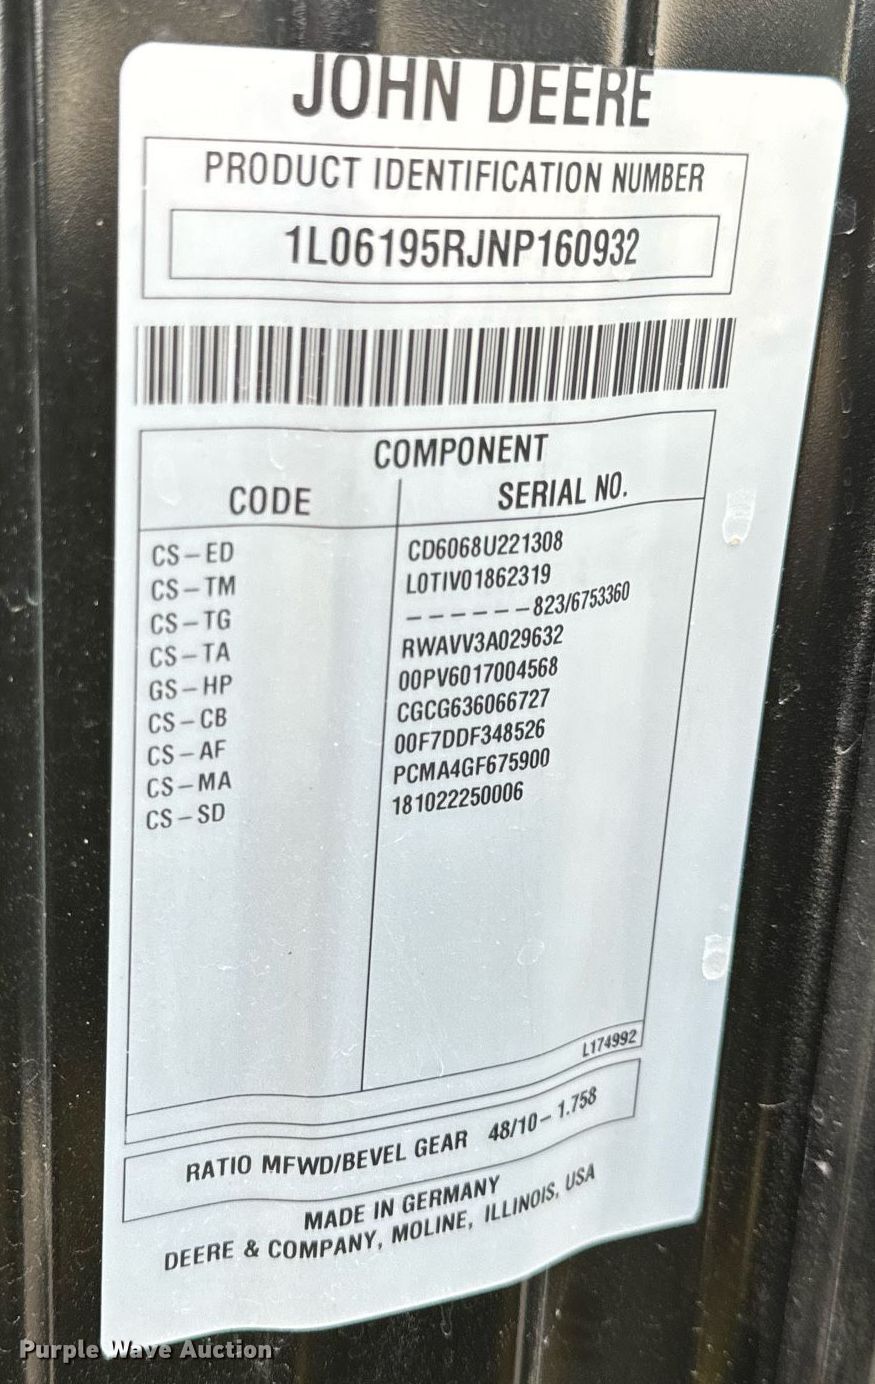 JOHN DEERE
PRODUCT IDENTIFICATION NUMBER
1L06195RJNP160932
COMPONENT
CODE SERIAL NO.
CS-ED CD6068U221308
CS-TM L0TIV01862319
CS-TG ------823/6753360
CS-TA RWAVV3A029632
GS-HP 00PV6017004568
CS-CB CGCG636066727
CS-AF 00F7DDF348526
CS-MA PCMA4GF675900
CS-SD 181022250006
L174992
RATIO MFWD/BEVEL GEAR 48/10-1.758
MADE IN GERMANY
DEERE & COMPANY, MOLINE, ILLINOIS, USA
Purple Wave Auction